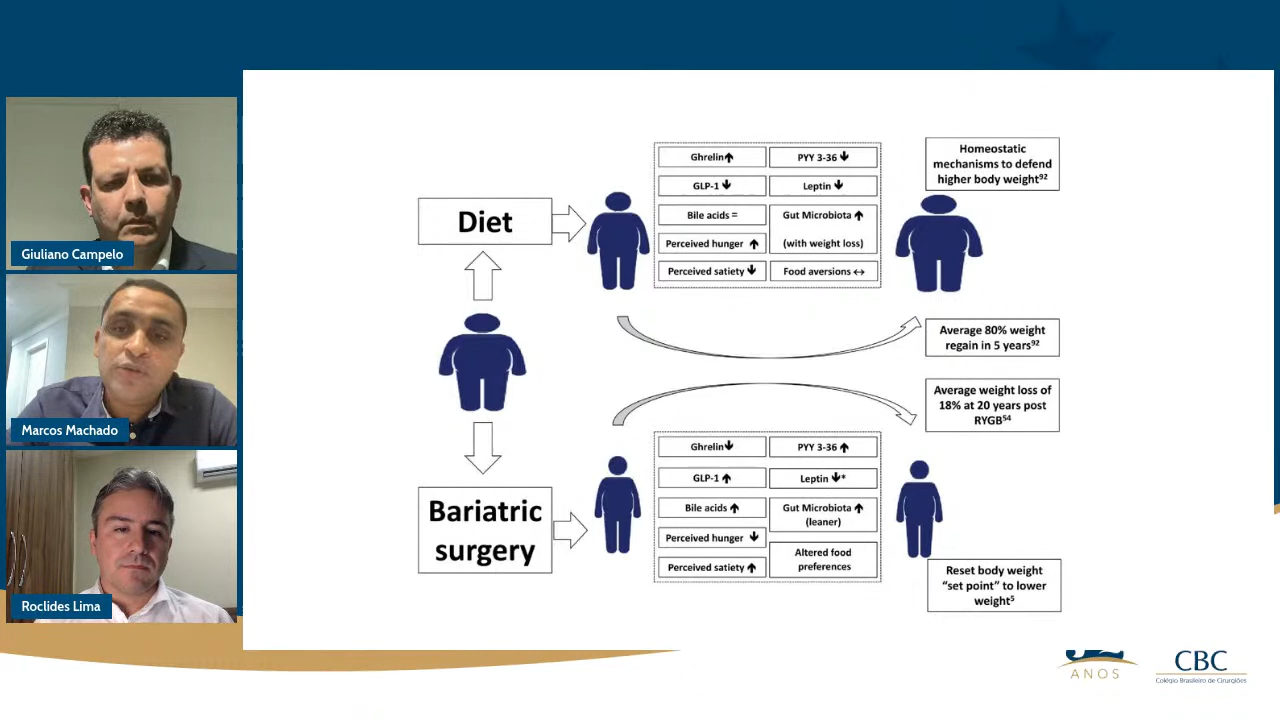 Giuliano Campelo
Marcos Machado
Roclides Lima
Diet
Ghrelin↑
PYY 3-36 ↓
GLP-1 ↓
Leptin ↓
Bile acids =
Gut Microbiota ↑
(with weight loss)
Perceived hunger ↑
Perceived satiety ↓
Food aversions ↔
Homeostatic
mechanisms to defend
higher body weight⁹²
Average 80% weight
regain in 5 years⁹²
Average weight loss of
18% at 20 years post
RYGB⁵⁴
Bariatric
surgery
Ghrelin↓
PYY 3-36 ↑
GLP-1 ↑
Leptin ↓*
Bile acids ↑
Gut Microbiota ↑
(leaner)
Perceived hunger ↓
Altered food
preferences
Perceived satiety ↑
Reset body weight
“set point” to lower
weight⁵
ANOS
CBC
Colégio Brasileiro de Cirurgiões